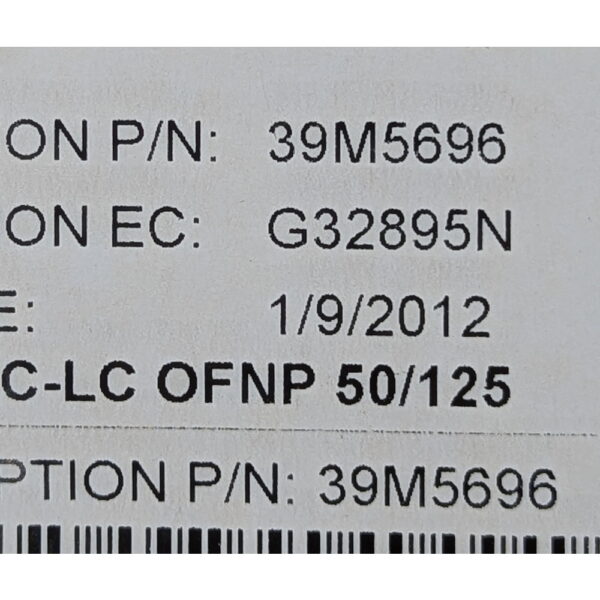 ON P/N: 39M5696
ON EC: G32895N
E: 1/9/2012
C-LC OFNP 50/125
PTION P/N: 39M5696